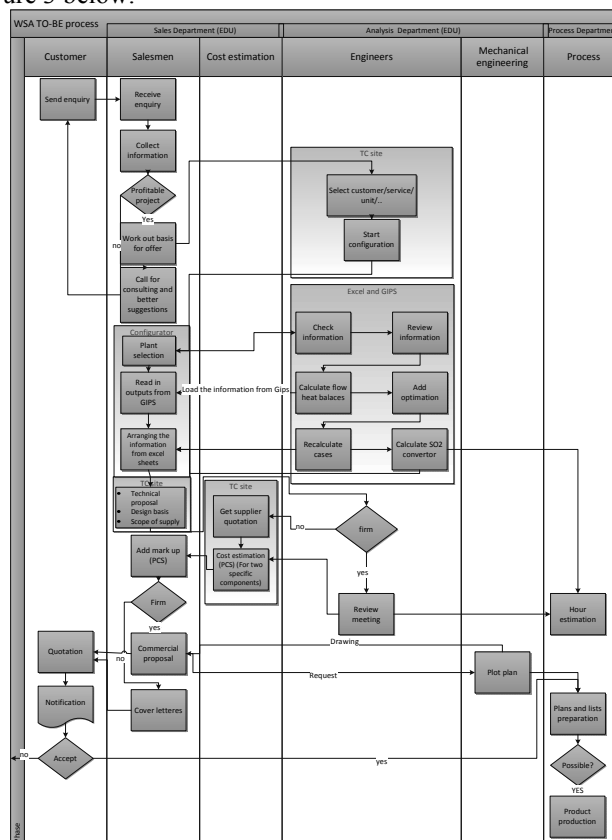 ure 3 below.
WSA TO-BE process
Sales Department (EDU)
Analysis Department (EDU)
Process Departmen
Customer
Salesmen
Cost estimation
Engineers
Mechanical
engineering
Process
Send enquiry
Receive
enquiry
Collect
information
Profitable
project
Yes
no
Work out basis
for offer
Call for
consulting and
better
suggestions
TC site
Select customer/service/
unit/..
Start
configuration
Excel and GIPS
Check
information
Review
information
Calculate flow
heat balaces
Add
optimation
Recalculate
cases
Calculate SO2
convertor
Configurator
Plant
selection
Read in
outputs from
GIPS
Load the information from Gips
Arranging the
information
from excel
sheets
TC site
• Technical
proposal
• Design basis
• Scope of supply
TC site
Get supplier
quotation
Cost estimation
(PCS) (For two
specific
components)
no
firm
yes
Review
meeting
Hour
estimation
Add mark up
(PCS)
Firm
yes
no
Commercial
proposal
Cover letteres
Drawing
Request
Plot plan
Quotation
Notification
Accept
no
yes
Plans and lists
preparation
Possible?
YES
Product
production
Phase